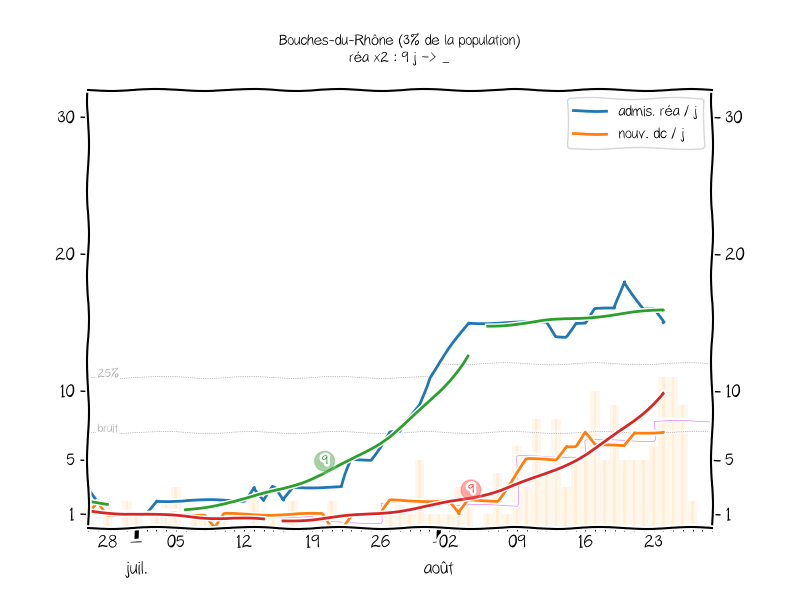 Bouches-du-Rhône (3% de la population)
réa x2 : 9 j -> _
admis. réa / j
nouv. dc / j
30
30
20
20
25%
10
10
bruit
9
5
5
9
1
1
28 _ 05 12 19 26 -02 09 16 23
juil. août